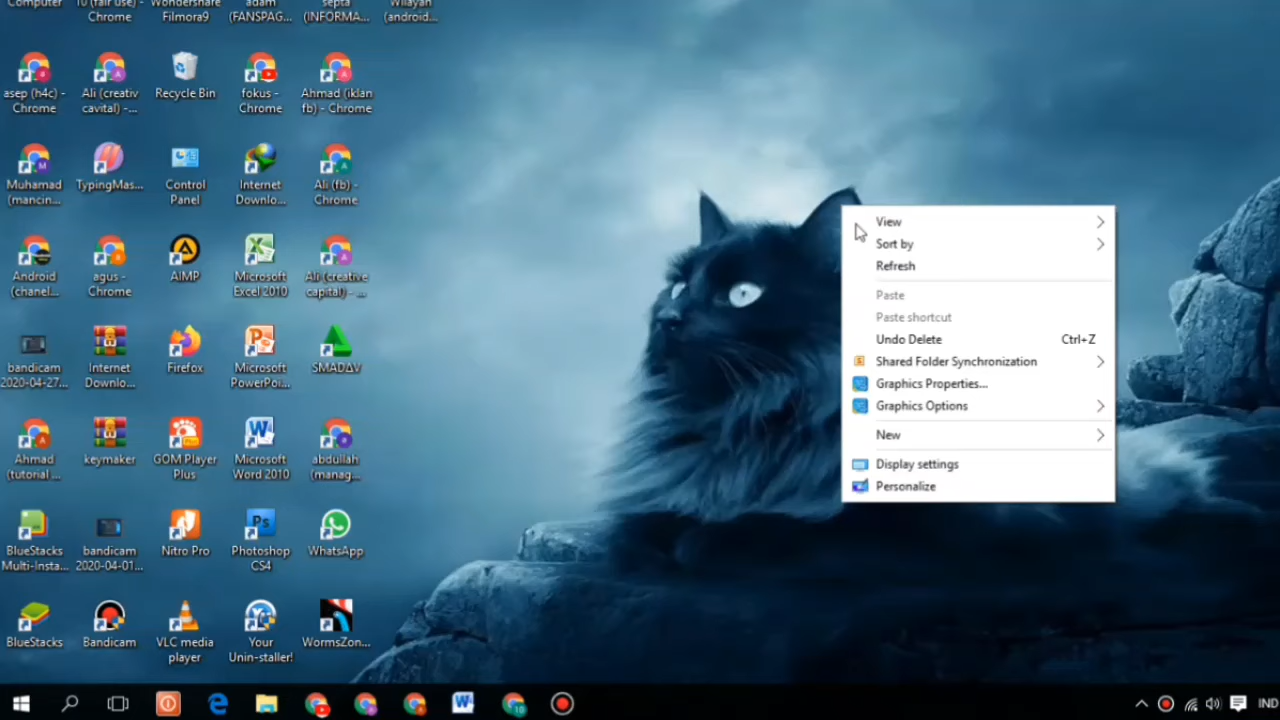 Computer
10 (fair use) -
Chrome
Wondershare
Filmora9
adam
(FANSPAG...
septa
(INFORMA...
Wilayah
(android...
asep (h4c) -
Chrome
Ali (creativ
cavital) -...
Recycle Bin
fokus -
Chrome
Ahmad (iklan
fb) - Chrome
Muhamad
(mancin...
TypingMas...
Control
Panel
Internet
Downlo...
Ali (fb) -
Chrome
Android
(chanel...
agus -
Chrome
AIMP
Microsoft
Excel 2010
Ali (creative
capital) - ...
bandicam
2020-04-27...
Internet
Downlo...
Firefox
Microsoft
PowerPoi...
SMADΔV
Ahmad
(tutorial ...
keymaker
GOM Player
Plus
Microsoft
Word 2010
abdullah
(manag...
BlueStacks
Multi-Insta...
bandicam
2020-04-01...
Nitro Pro
Photoshop
CS4
WhatsApp
BlueStacks
Bandicam
VLC media
player
Your
Unin-staller!
WormsZon...
View
Sort by
Refresh
Paste
Paste shortcut
Undo Delete Ctrl+Z
Shared Folder Synchronization
Graphics Properties...
Graphics Options
New
Display settings
Personalize
IND